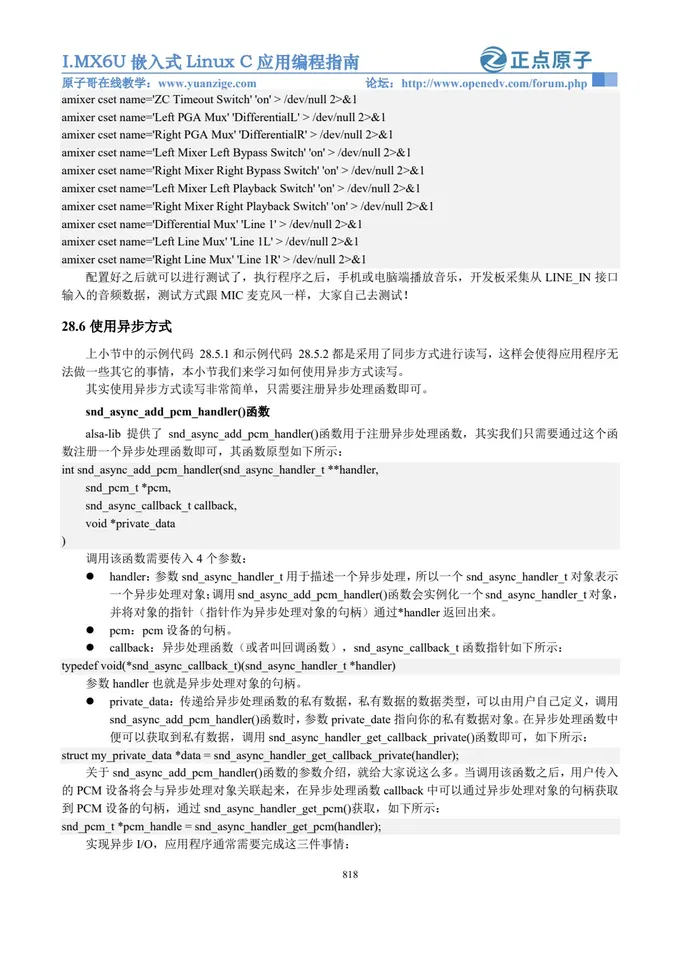 I.MX6U 嵌入式 Linux C 应用编程指南
正点原子
原子哥在线教学：www.yuanzige.com 论坛：http://www.openedv.com/forum.php
amixer cset name='ZC Timeout Switch' 'on' > /dev/null 2>&1
amixer cset name='Left PGA Mux' 'DifferentialL' > /dev/null 2>&1
amixer cset name='Right PGA Mux' 'DifferentialR' > /dev/null 2>&1
amixer cset name='Left Mixer Left Bypass Switch' 'on' > /dev/null 2>&1
amixer cset name='Right Mixer Right Bypass Switch' 'on' > /dev/null 2>&1
amixer cset name='Left Mixer Left Playback Switch' 'on' > /dev/null 2>&1
amixer cset name='Right Mixer Right Playback Switch' 'on' > /dev/null 2>&1
amixer cset name='Differential Mux' 'Line 1' > /dev/null 2>&1
amixer cset name='Left Line Mux' 'Line 1L' > /dev/null 2>&1
amixer cset name='Right Line Mux' 'Line 1R' > /dev/null 2>&1
配置好之后就可以进行测试了，执行程序之后，手机或电脑端播放音乐，开发板采集从 LINE_IN 接口
输入的音频数据，测试方式跟 MIC 麦克风一样，大家自己去测试！
28.6 使用异步方式
上小节中的示例代码 28.5.1 和示例代码 28.5.2 都是采用了同步方式进行读写，这样会使得应用程序无
法做一些其它的事情，本小节我们来学习如何使用异步方式读写。
其实使用异步方式读写非常简单，只需要注册异步处理函数即可。
snd_async_add_pcm_handler()函数
alsa-lib 提供了 snd_async_add_pcm_handler()函数用于注册异步处理函数，其实我们只需要通过这个函
数注册一个异步处理函数即可，其函数原型如下所示：
int snd_async_add_pcm_handler(snd_async_handler_t **handler,
snd_pcm_t *pcm,
snd_async_callback_t callback,
void *private_data
)
调用该函数需要传入 4 个参数：
● handler：参数 snd_async_handler_t 用于描述一个异步处理，所以一个 snd_async_handler_t 对象表示
一个异步处理对象；调用 snd_async_add_pcm_handler()函数会实例化一个 snd_async_handler_t 对象，
并将对象的指针（指针作为异步处理对象的句柄）通过*handler 返回出来。
● pcm：pcm 设备的句柄。
● callback：异步处理函数（或者叫回调函数），snd_async_callback_t 函数指针如下所示：
typedef void(*snd_async_callback_t)(snd_async_handler_t *handler)
参数 handler 也就是异步处理对象的句柄。
● private_data：传递给异步处理函数的私有数据，私有数据的数据类型，可以由用户自己定义，调用
snd_async_add_pcm_handler()函数时，参数 private_date 指向你的私有数据对象。在异步处理函数中
便可以获取到私有数据，调用 snd_async_handler_get_callback_private()函数即可，如下所示：
struct my_private_data *data = snd_async_handler_get_callback_private(handler);
关于 snd_async_add_pcm_handler()函数的参数介绍，就给大家说这么多。当调用该函数之后，用户传入
的 PCM 设备将会与异步处理对象关联起来，在异步处理函数 callback 中可以通过异步处理对象的句柄获取
到 PCM 设备的句柄，通过 snd_async_handler_get_pcm()获取，如下所示：
snd_pcm_t *pcm_handle = snd_async_handler_get_pcm(handler);
实现异步 I/O，应用程序通常需要完成这三件事情：
818